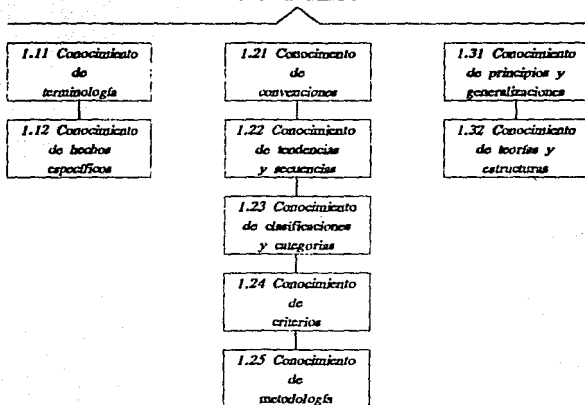 1.11 Conocimiento
de
terminología
1.12 Conocimiento
de hechos
específicos
1.21 Conocimento
de
convenciones
1.22 Conocimiento
de tendencias
y secuencias
1.23 Conocimiento
de clasificaciones
y categorias
1.24 Conocimiento
de
criterios
1.25 Conocimiento
de
metodología
1.31 Conocimiento
de principios y
generalizaciones
1.32 Conocimiento
de teorías y
estructuras